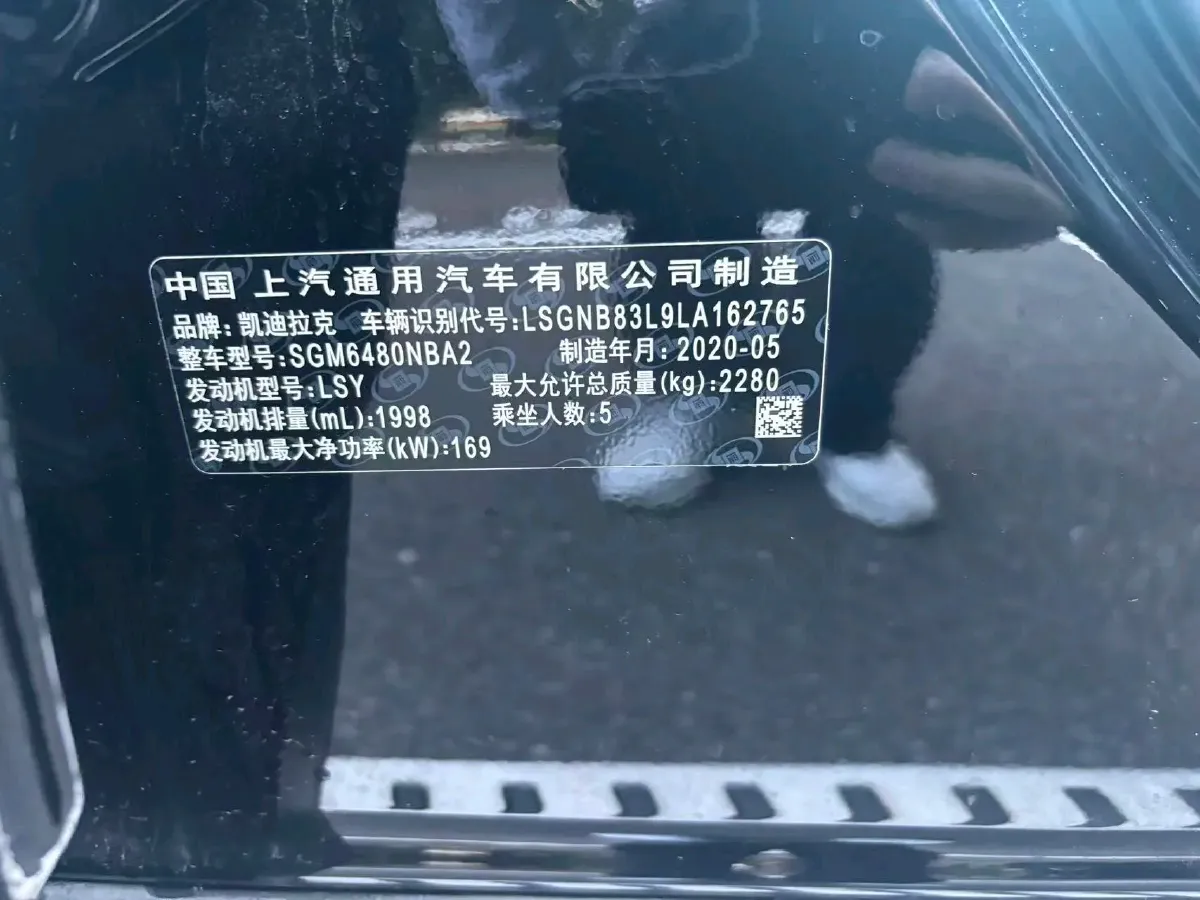 中国 上汽通用汽车有限公司制造
品牌:凯迪拉克 车辆识别代号:LSGNB83L9LA162765
整车型号:SGM6480NBA2 制造年月:2020-05
发动机型号:LSY 最大允许总质量(kg):2280
发动机排量(mL):1998 乘坐人数:5
发动机最大净功率(kW):169